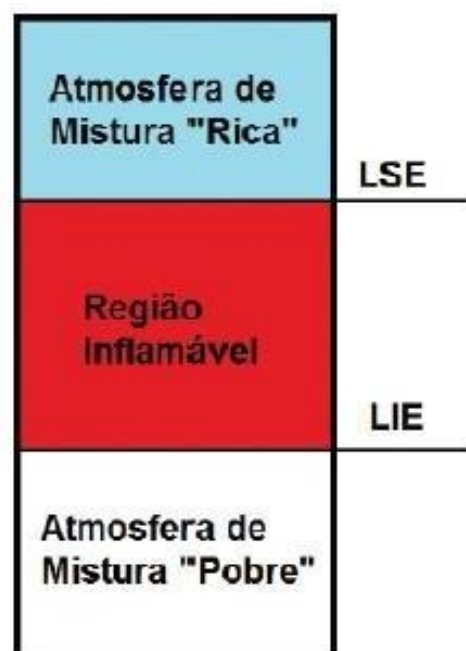 Atmosfera de
Mistura "Rica"
LSE
Região
Inflamável
LIE
Atmosfera de
Mistura "Pobre"